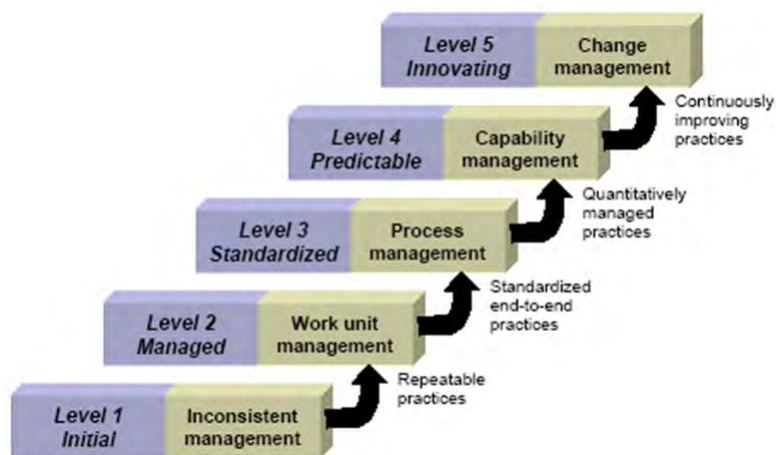 Level 5
Innovating
Change
management
Continuously
improving
practices
Level 4
Predictable
Capability
management
Quantitatively
managed
practices
Level 3
Standardized
Process
management
Standardized
end-to-end
practices
Level 2
Managed
Work unit
management
Repeatable
practices
Level 1
Initial
Inconsistent
management